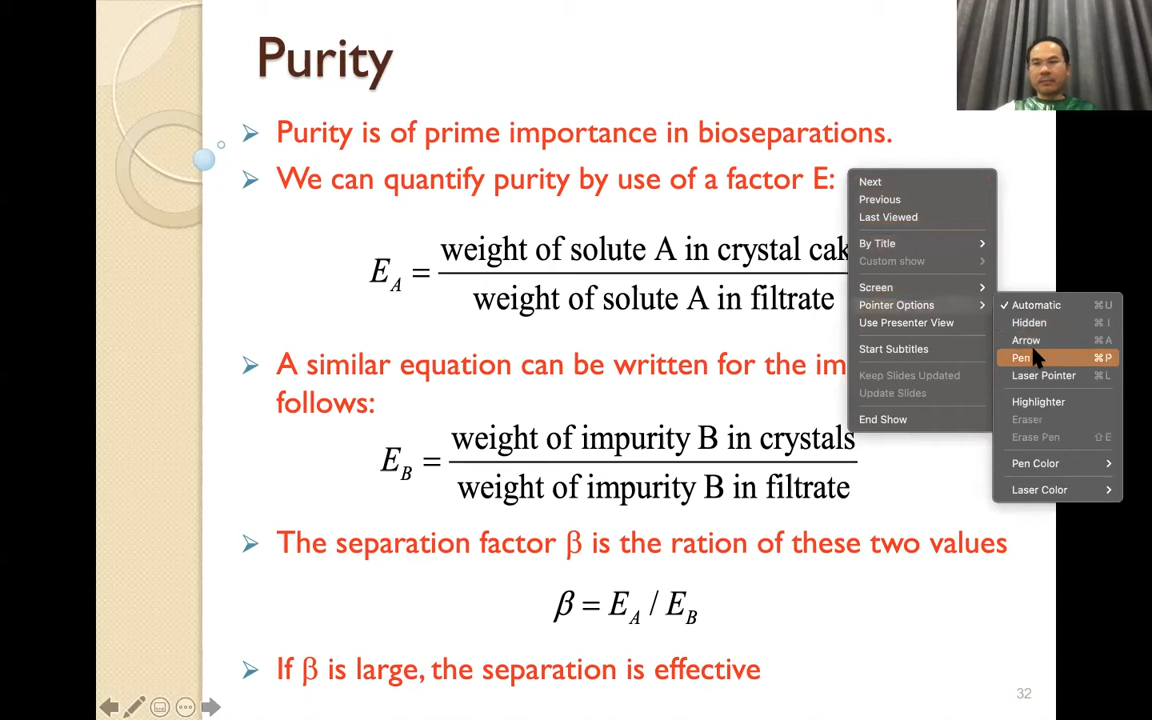 Purity
➢ Purity is of prime importance in bioseparations.
➢ We can quantify purity by use of a factor E:
E_A = weight of solute A in crystal cak / weight of solute A in filtrate
➢ A similar equation can be written for the im
follows:
E_B = weight of impurity B in crystals / weight of impurity B in filtrate
➢ The separation factor β is the ration of these two values
β = E_A / E_B
➢ If β is large, the separation is effective
32
Next
Previous
Last Viewed
By Title
Custom show
Screen
Pointer Options
Use Presenter View
Start Subtitles
Keep Slides Updated
Update Slides
End Show
✓ Automatic ⌘U
Hidden ⌘I
Arrow ⌘A
Pen ⌘P
Laser Pointer ⌘L
Highlighter
Eraser
Erase Pen ⇧E
Pen Color
Laser Color